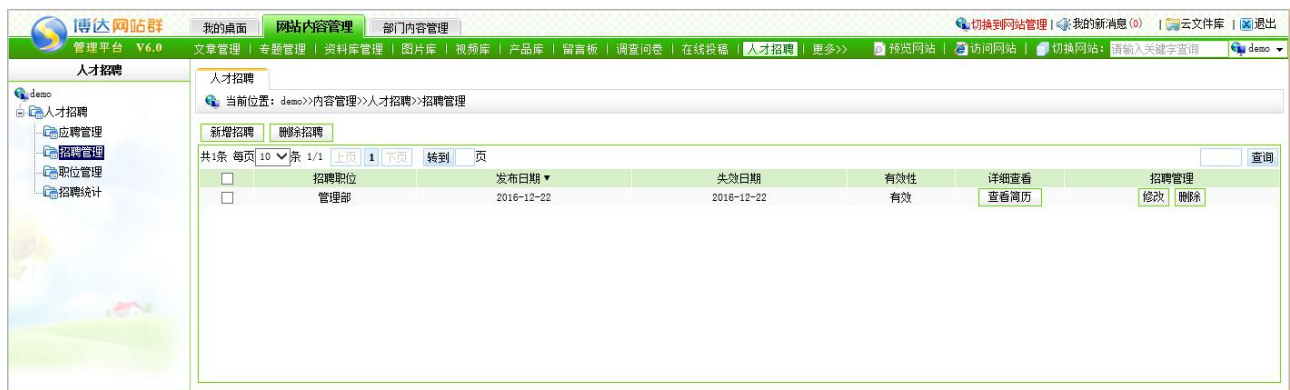 博达网站群
管理平台 V6.0
我的桌面 网站内容管理 部门内容管理
切换到网站管理 | 我的新消息(0) | 云文件库 | 退出
文章管理 | 专题管理 | 资料库管理 | 图片库 | 视频库 | 产品库 | 留言板 | 调查问卷 | 在线投稿 | 人才招聘 | 更多>> 预览网站 | 访问网站 | 切换网站: 请输入关键字查询 demo
人才招聘
demo
人才招聘
应聘管理
招聘管理
职位管理
招聘统计
人才招聘
当前位置: demo>>内容管理>>人才招聘>>招聘管理
新增招聘 删除招聘
共1条 每页 10 条 1/1 上页 1 下页 转到 页 查询
招聘职位 发布日期▼ 失效日期 有效性 详细查看 招聘管理
管理部 2016-12-22 2016-12-22 有效 查看简历 修改 删除